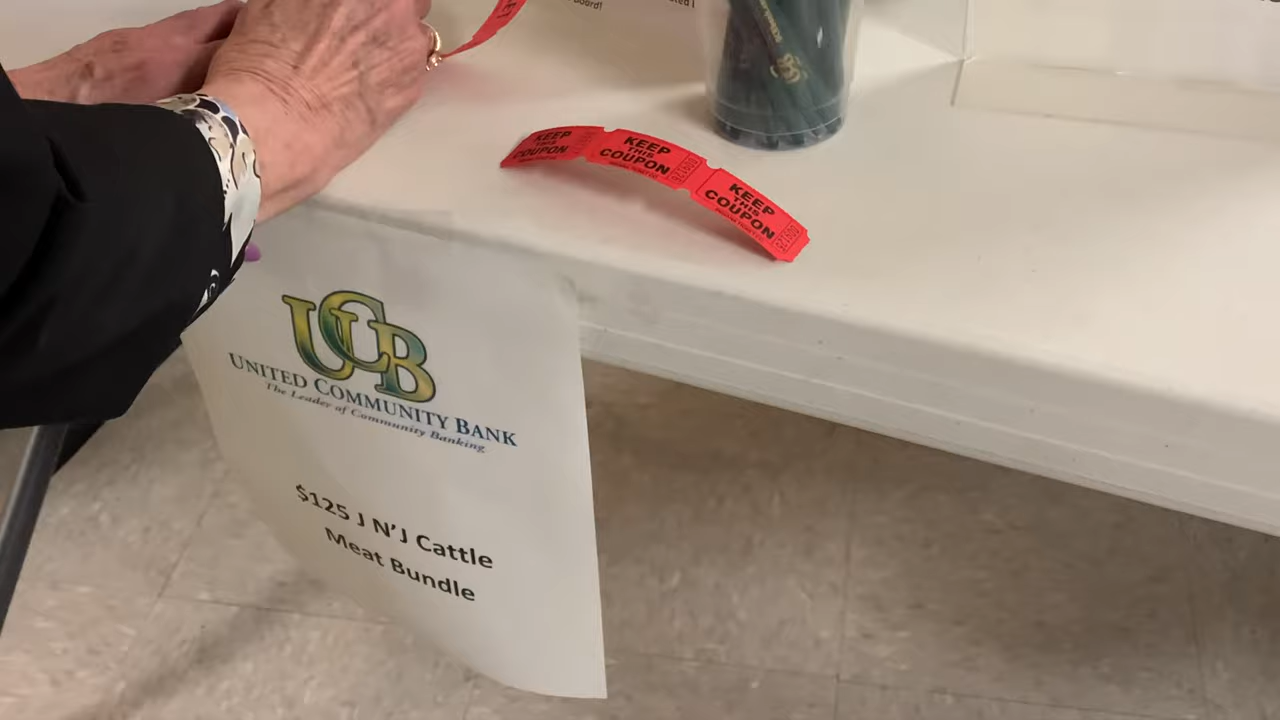 oard!
KEEP
THIS
COUPON
KEEP
THIS
COUPON
KEEP
THIS
COUPON
UCB
UNITED COMMUNITY BANK
The Leader of Community Banking
$125 J N'J Cattle
Meat Bundle